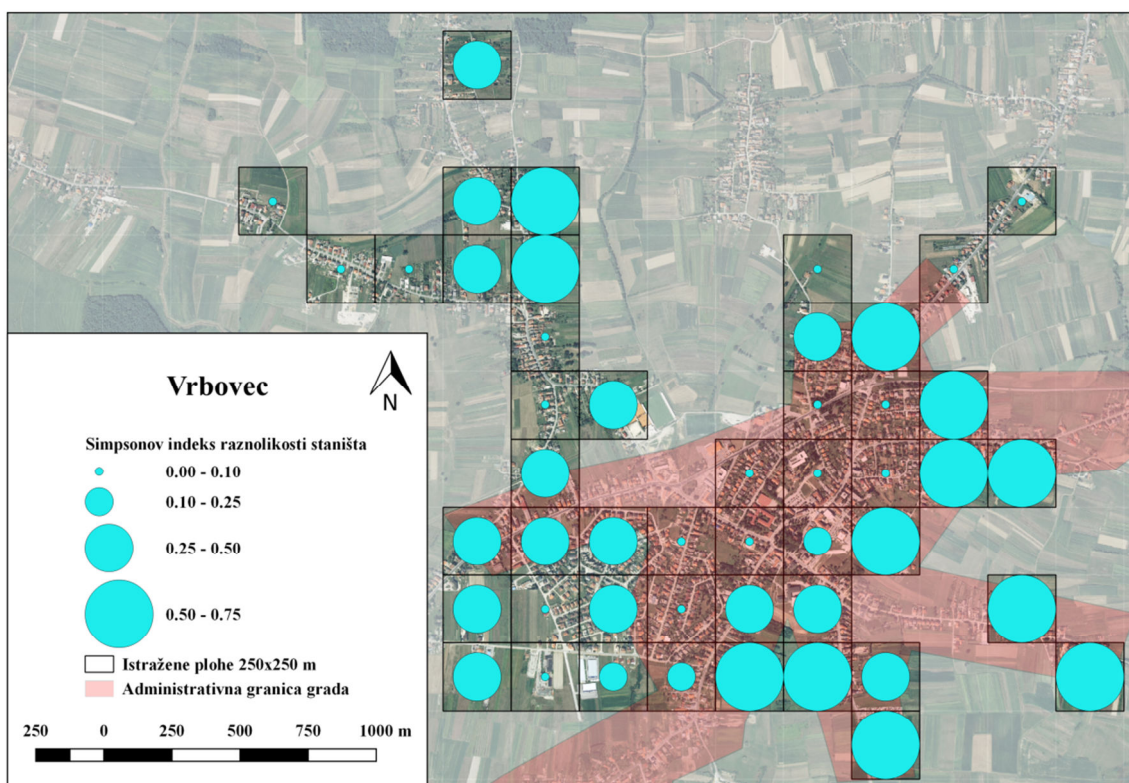 Vrbovec
N
Simpsonov indeks raznolikosti staništa
0.00 - 0.10
0.10 - 0.25
0.25 - 0.50
0.50 - 0.75
Istražene plohe 250x250 m
Administrativna granica grada
250 0 250 500 750 1000 m